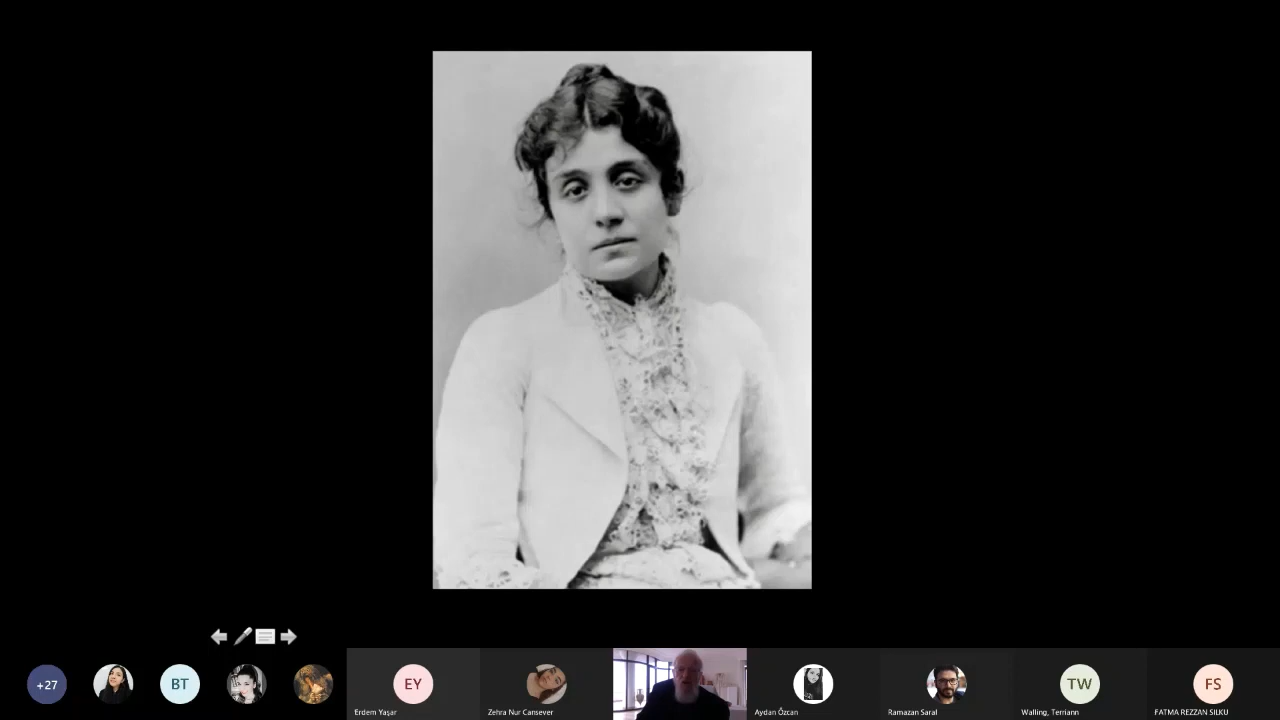 +27
BT
EY
Erdem Yaşar
Zehra Nur Cansever
Aydan Özcan
Ramazan Saral
TW
Walling, Terriann
FS
FATMA REZZAN SILKU